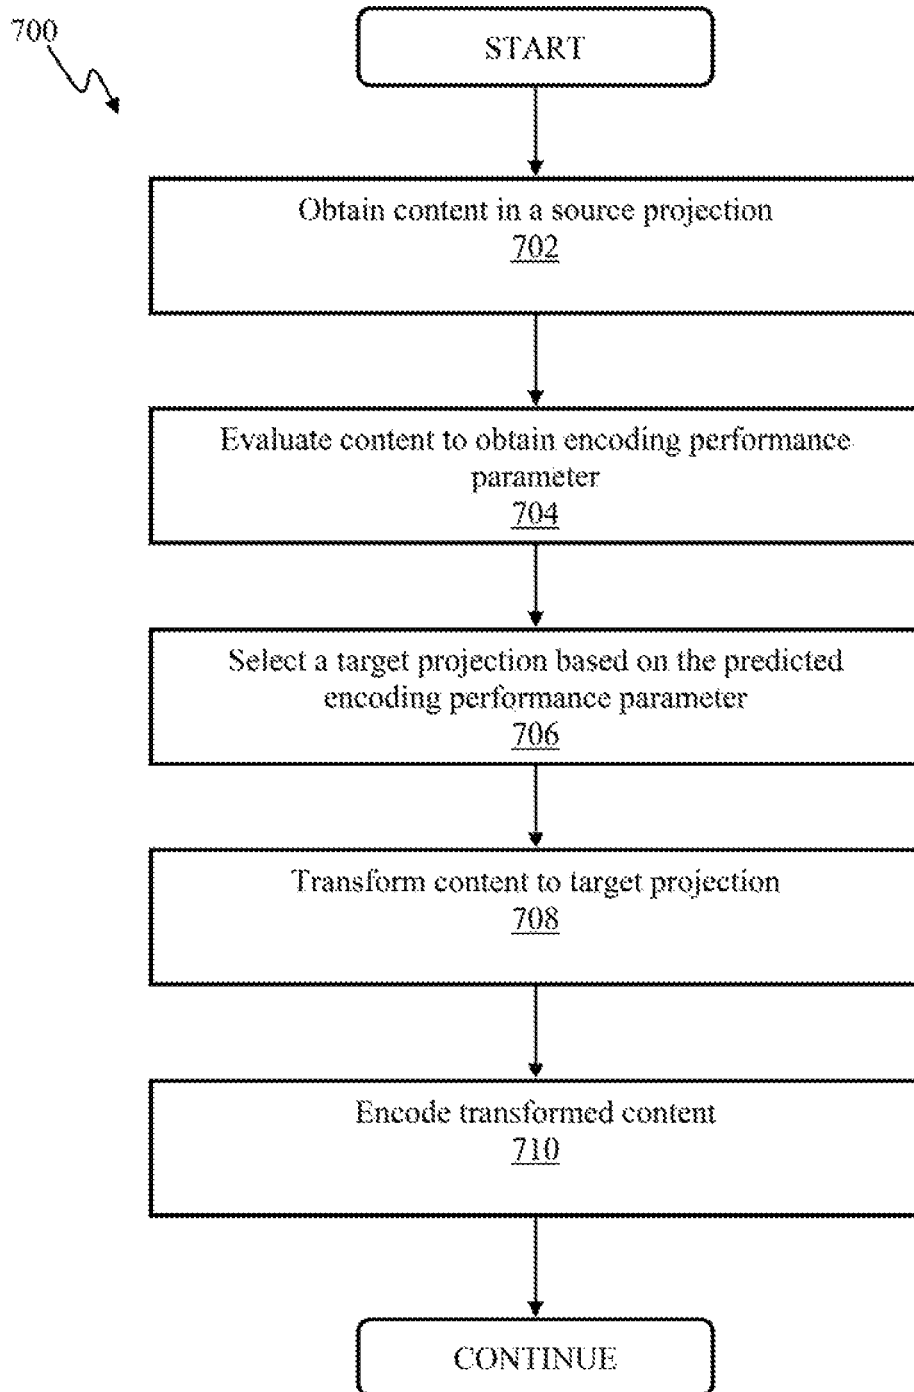 700
START
Obtain content in a source projection
702
Evaluate content to obtain encoding performance
parameter
704
Select a target projection based on the predicted
encoding performance parameter
706
Transform content to target projection
708
Encode transformed content
710
CONTINUE